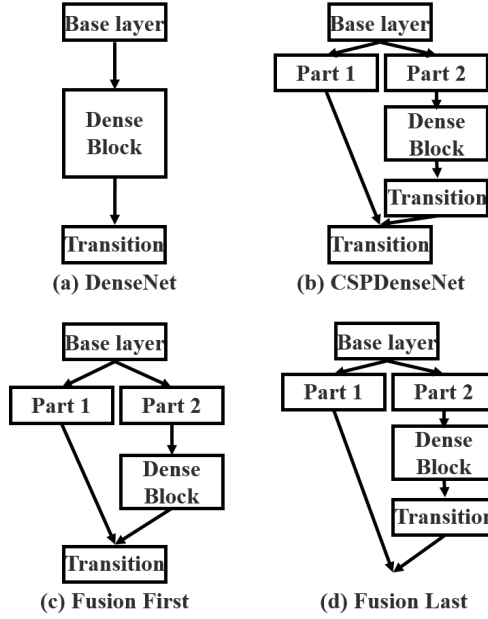 Base layer
Dense
Block
Transition
(a) DenseNet
Base layer
Part 1
Part 2
Dense
Block
Transition
Transition
(b) CSPDenseNet
Base layer
Part 1
Part 2
Dense
Block
Transition
(c) Fusion First
Base layer
Part 1
Part 2
Dense
Block
Transition
(d) Fusion Last